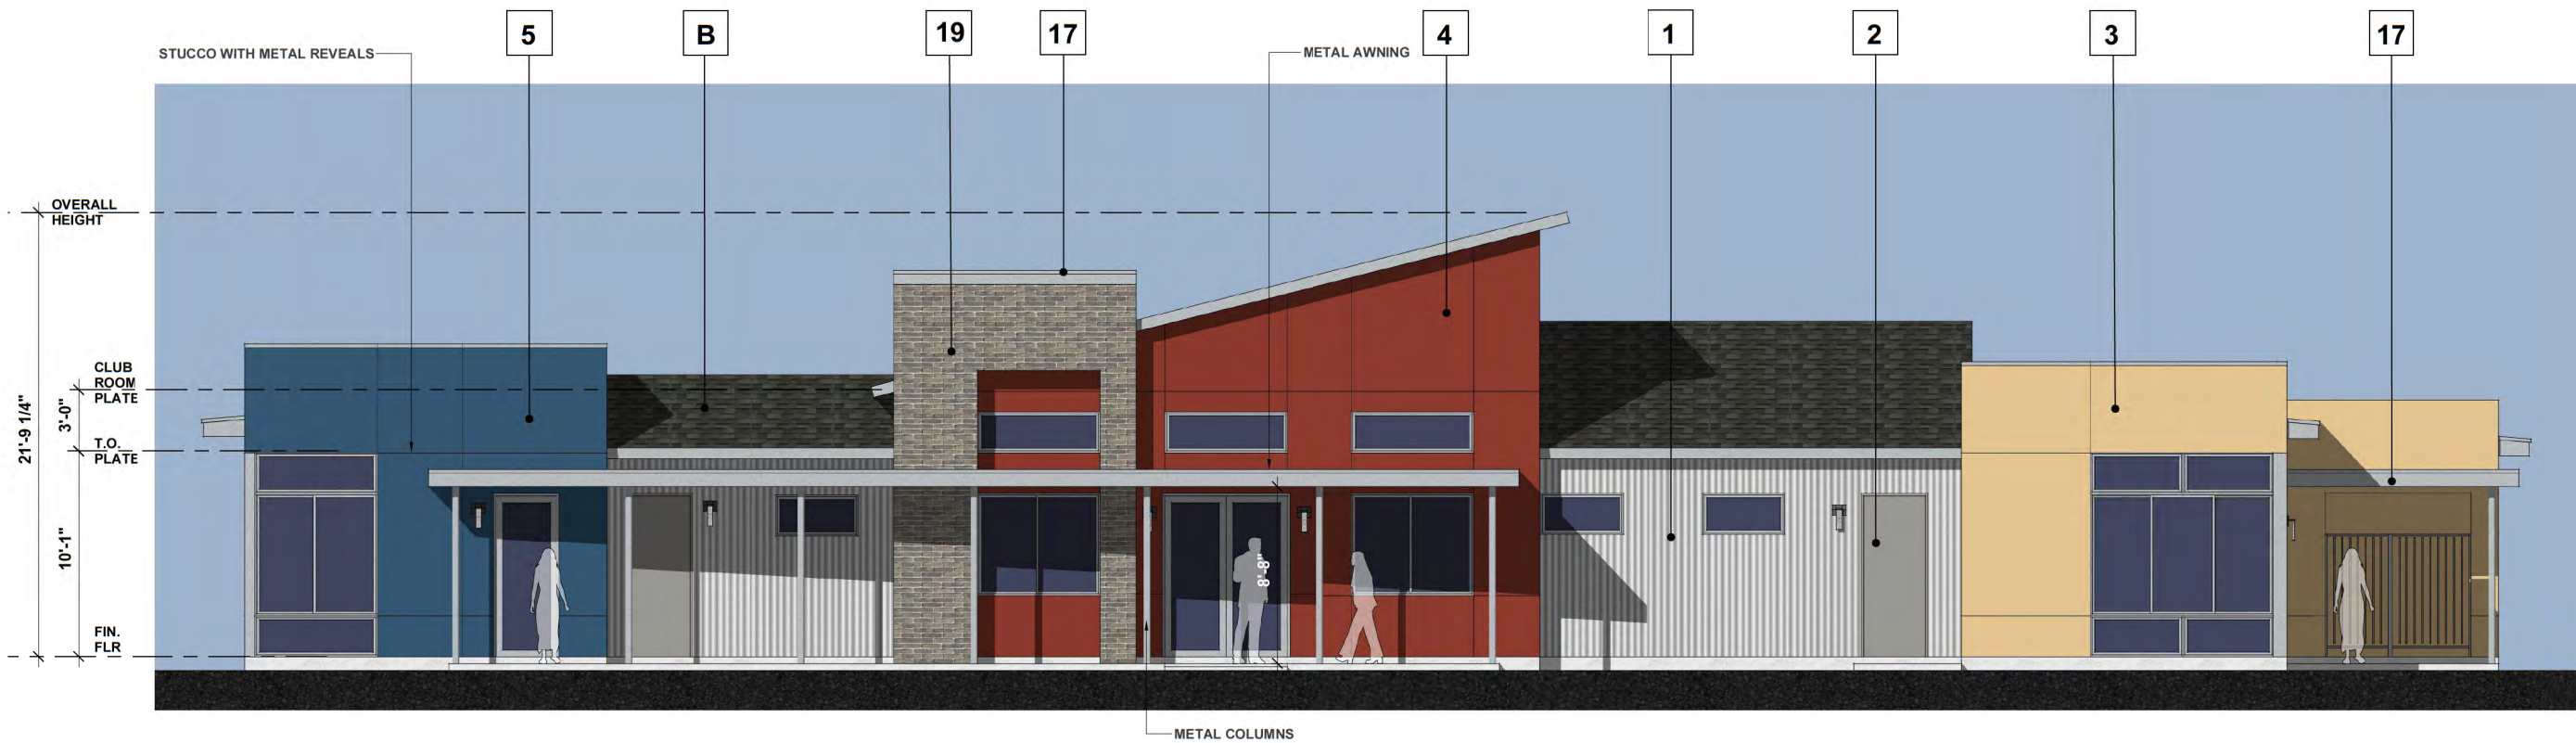 5
B
19
17
4
1
2
3
17
STUCCO WITH METAL REVEALS
METAL AWNING
OVERALL
HEIGHT
CLUB
ROOM
PLATE
T.O.
PLATE
FIN.
FLR
21'-9 1/4"
3'-0"
10'-1"
8'-8"
METAL COLUMNS